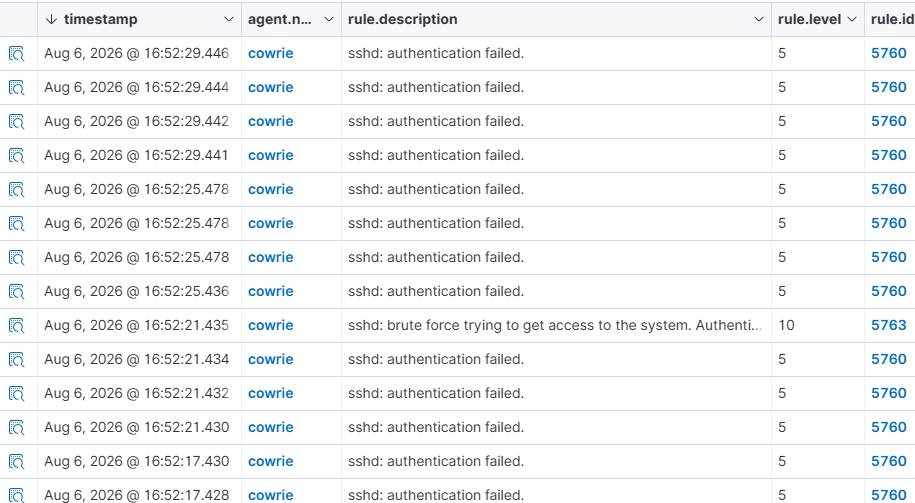 timestamp agent.n... rule.description rule.level rule.id
Aug 6, 2026 @ 16:52:29.446 cowrie sshd: authentication failed. 5 5760
Aug 6, 2026 @ 16:52:29.444 cowrie sshd: authentication failed. 5 5760
Aug 6, 2026 @ 16:52:29.442 cowrie sshd: authentication failed. 5 5760
Aug 6, 2026 @ 16:52:29.441 cowrie sshd: authentication failed. 5 5760
Aug 6, 2026 @ 16:52:25.478 cowrie sshd: authentication failed. 5 5760
Aug 6, 2026 @ 16:52:25.478 cowrie sshd: authentication failed. 5 5760
Aug 6, 2026 @ 16:52:25.478 cowrie sshd: authentication failed. 5 5760
Aug 6, 2026 @ 16:52:25.436 cowrie sshd: authentication failed. 5 5760
Aug 6, 2026 @ 16:52:21.435 cowrie sshd: brute force trying to get access to the system. Authenti... 10 5763
Aug 6, 2026 @ 16:52:21.434 cowrie sshd: authentication failed. 5 5760
Aug 6, 2026 @ 16:52:21.432 cowrie sshd: authentication failed. 5 5760
Aug 6, 2026 @ 16:52:21.430 cowrie sshd: authentication failed. 5 5760
Aug 6, 2026 @ 16:52:17.430 cowrie sshd: authentication failed. 5 5760
Aug 6, 2026 @ 16:52:17.428 cowrie sshd: authentication failed. 5 5760